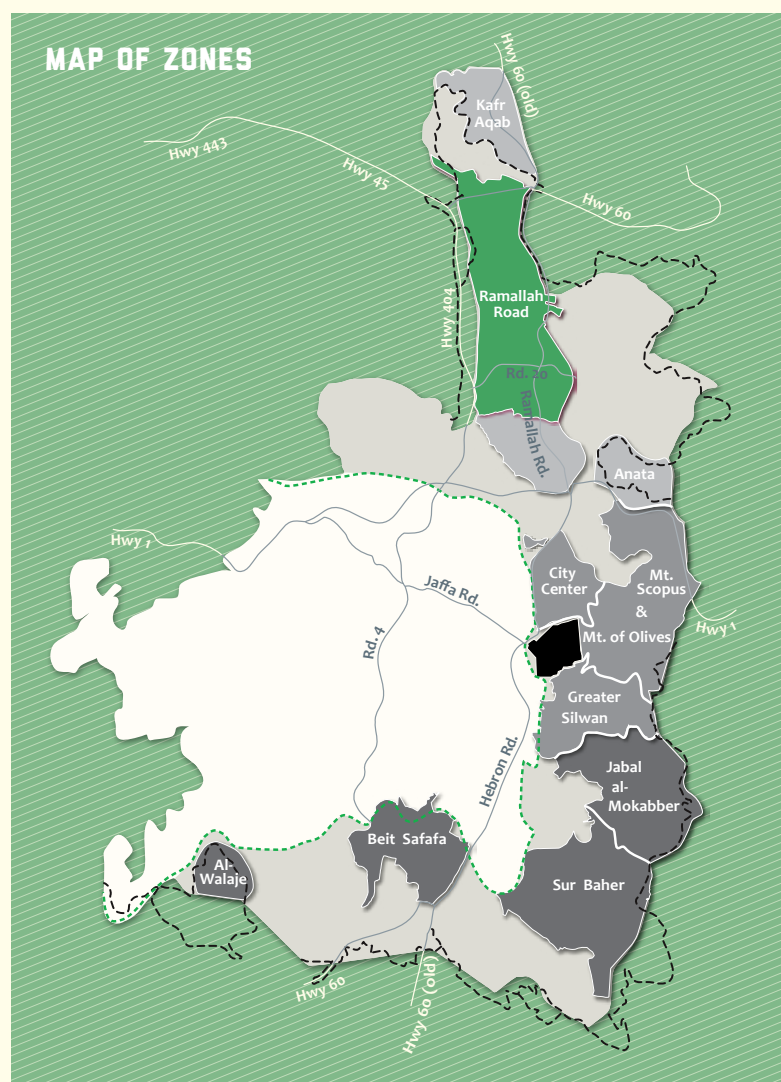 MAP OF ZONES
Hwy 60 (old)
Kafr
Aqab
Hwy 443
Hwy 45
Hwy 60
Ramallah
Road
Hwy 404
Rd. 20
Ramallah Rd.
Anata
Hwy 1
City
Center
Mt.
Scopus
&
Mt. of Olives
Jaffa Rd.
Hwy 1
Rd. 4
Greater
Silwan
Hebron Rd.
Jabal
al-
Mokabber
Beit Safafa
Al-
Walaje
Sur Baher
Hwy 60
Hwy 60 (old)